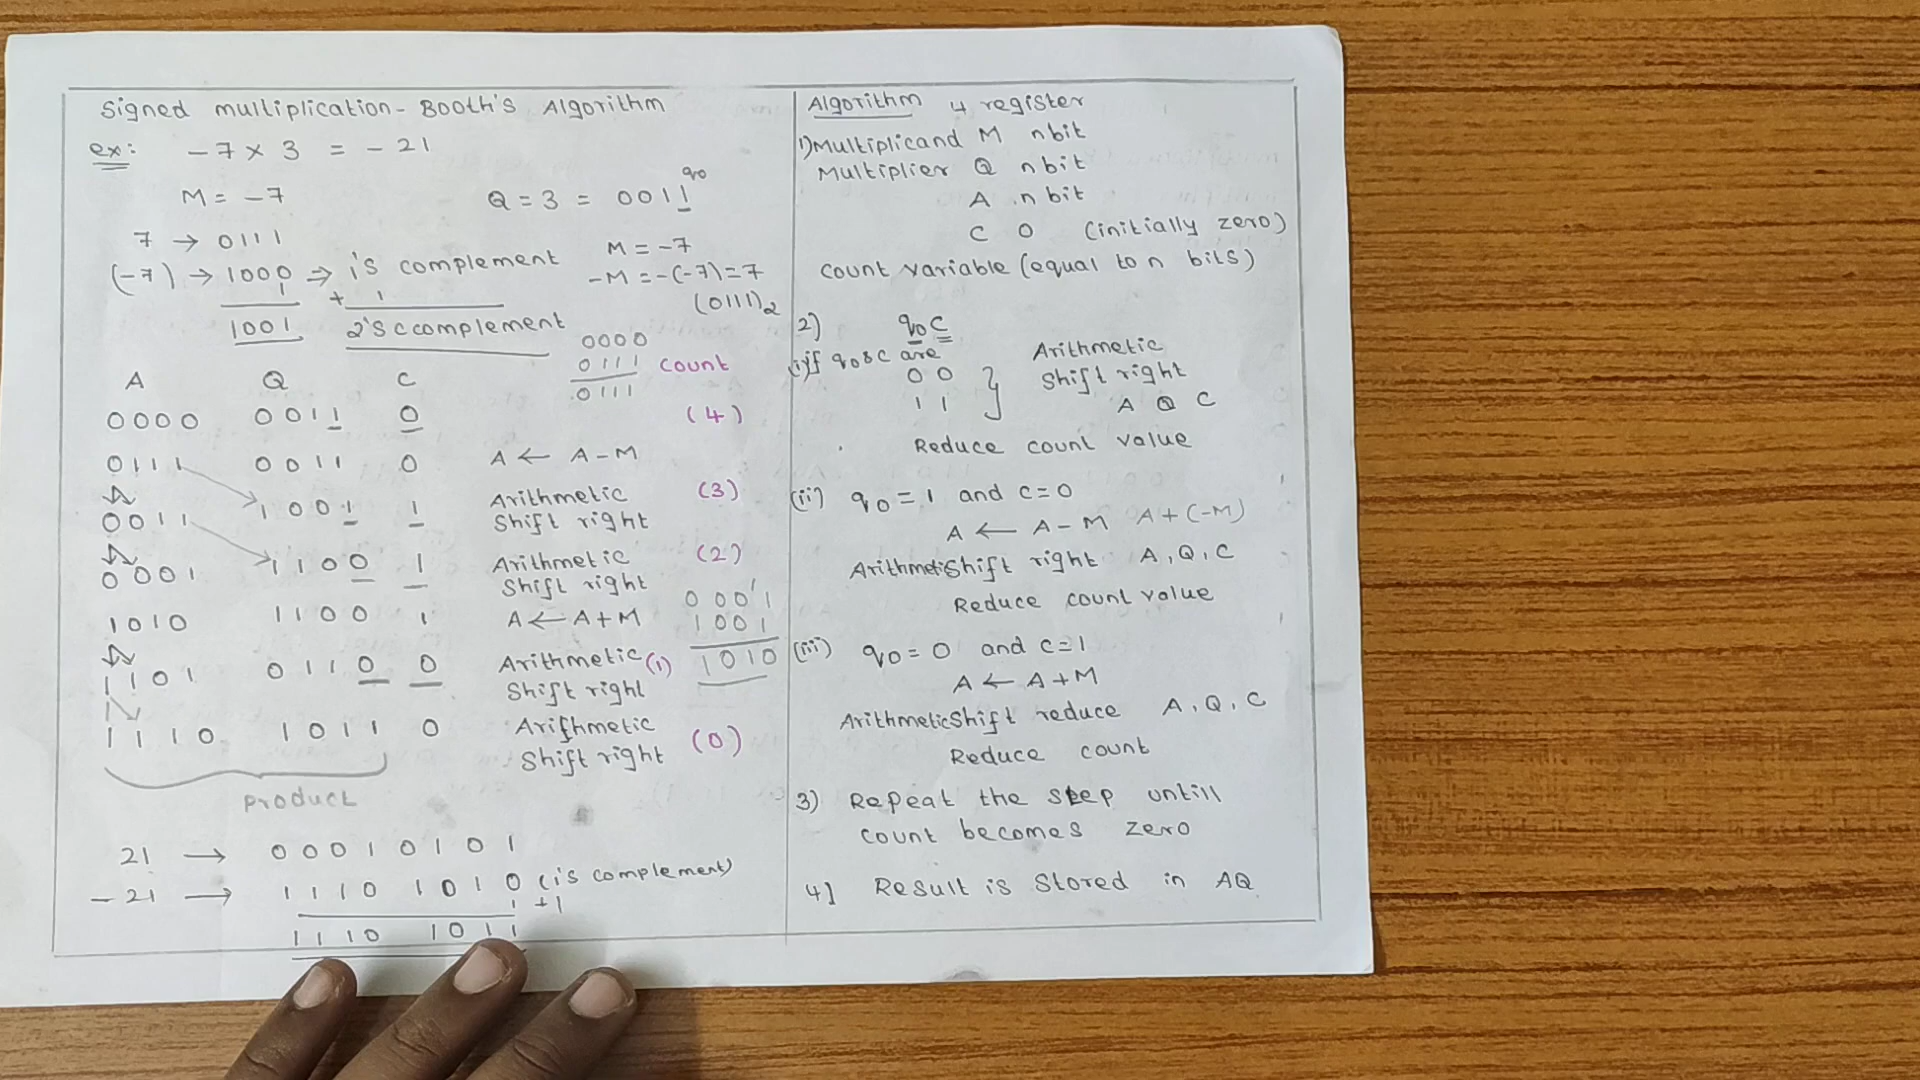 Signed multiplication - Booth's Algorithm
ex: -7 x 3 = -21
M = -7 Q = 3 = 0011 q0
7 → 0111
(-7) → 1000 ⇒ 1's complement
1 + 1
1001 2's ccomplement
M = -7
-M = -(-7) = 7
(0111)2
0000
0111
0111
A Q C count
0000 0011 0 (4)
0111 0011 0 A ← A - M
0011 1001 1 Arithmetic Shift right (3)
0001 1100 1 Arithmetic Shift right (2)
1010 1100 1 A ← A + M
0001 1
1001
1010
1101 0110 0 Arithmetic Shift right (1)
1110 1011 0 Arithmetic Shift right (0)
Product
21 → 00010101
-21 → 1110 1010 (1's complement)
1 +1
1110 1011
Algorithm 4 register
1) Multiplicand M n bit
Multiplier Q n bit
A n bit
C 0 (initially zero)
count variable (equal to n bits)
2) q0 C
(i) if q0 & C are
0 0
1 1
Arithmetic
Shift right
A Q C
Reduce count value
(ii) q0 = 1 and c = 0
A ← A - M A + (-M)
Arithmetic Shift right A, Q, C
Reduce count value
(iii) q0 = 0 and c = 1
A ← A + M
Arithmetic Shift reduce A, Q, C
Reduce count
3) Repeat the step untill
count becomes zero
4] Result is Stored in AQ